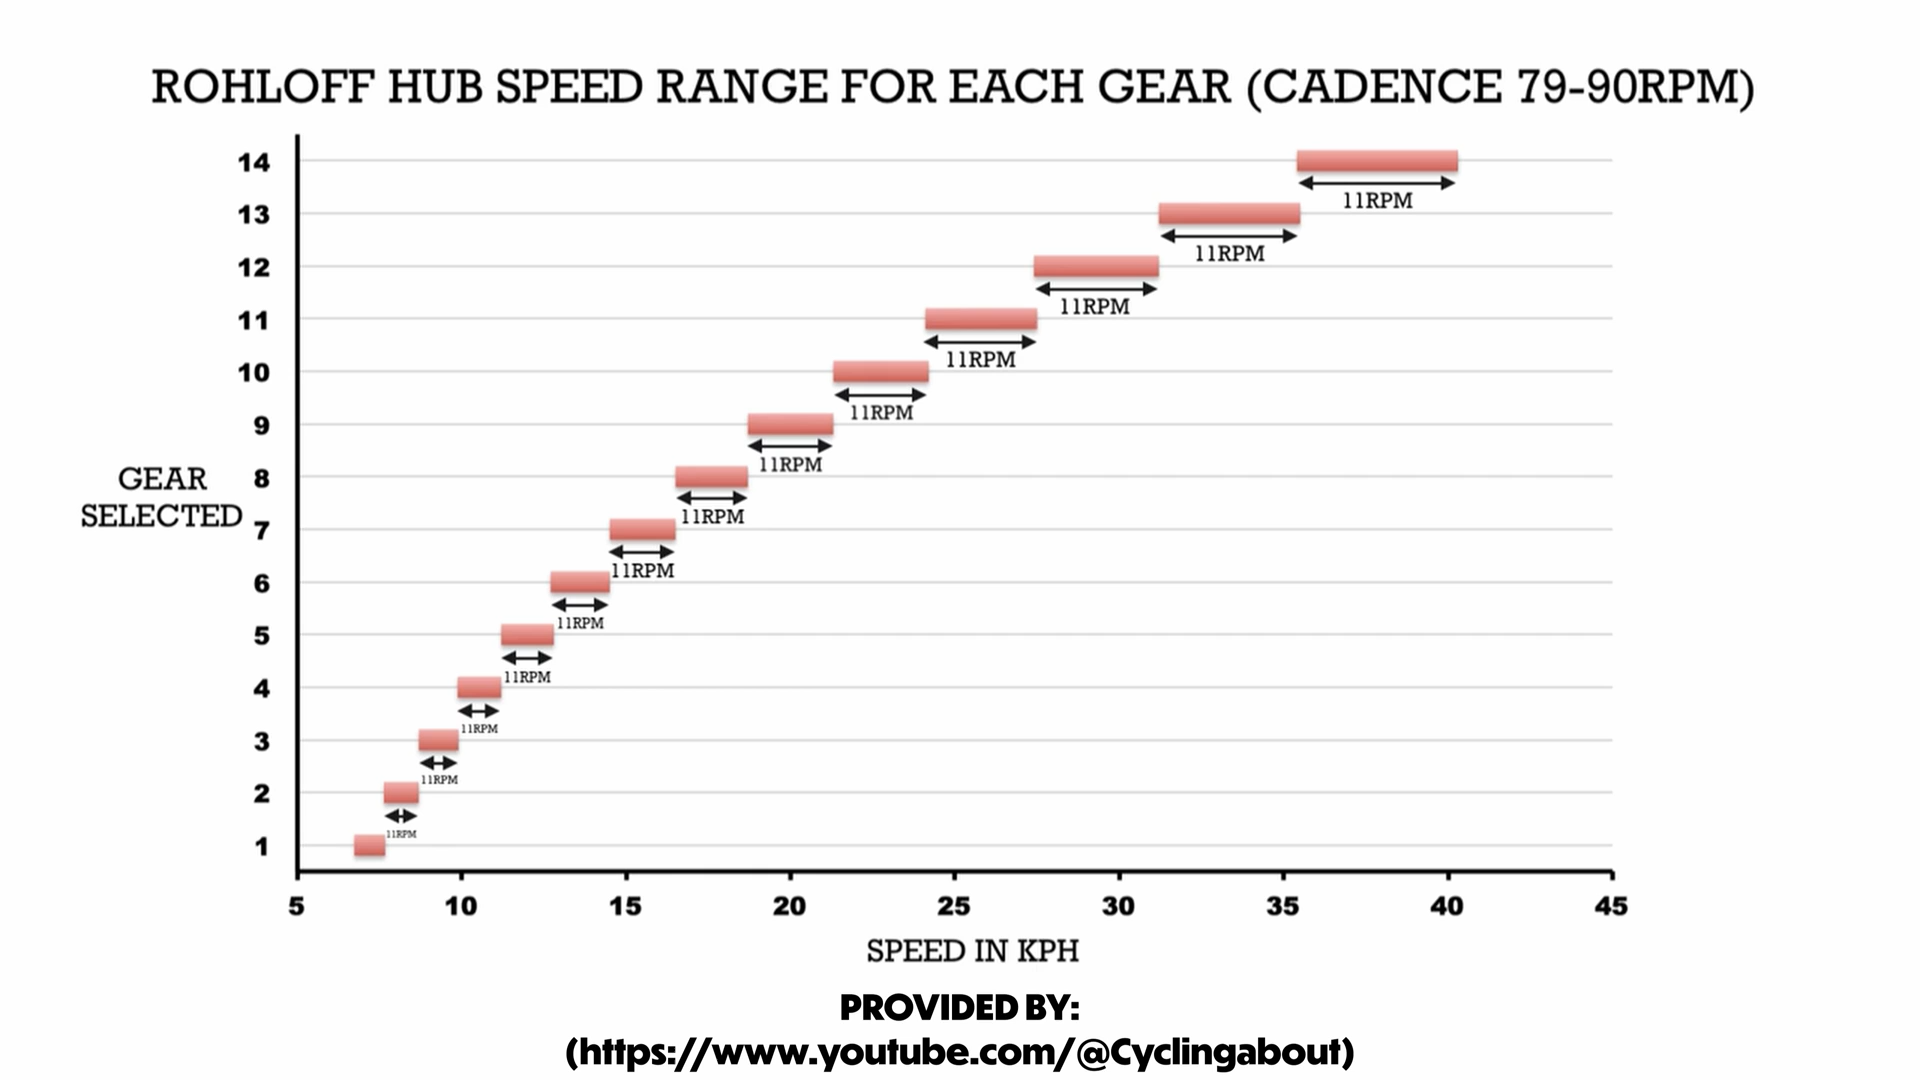 ROHLOFF HUB SPEED RANGE FOR EACH GEAR (CADENCE 79-90RPM)
14
11RPM
13
11RPM
12
11RPM
11
11RPM
10
11RPM
9
11RPM
GEAR
SELECTED
8
11RPM
7
11RPM
6
11RPM
5
11RPM
4
11RPM
3
11RPM
2
11RPM
1
5 10 15 20 25 30 35 40 45
SPEED IN KPH
PROVIDED BY:
(https://www.youtube.com/@Cyclingabout)